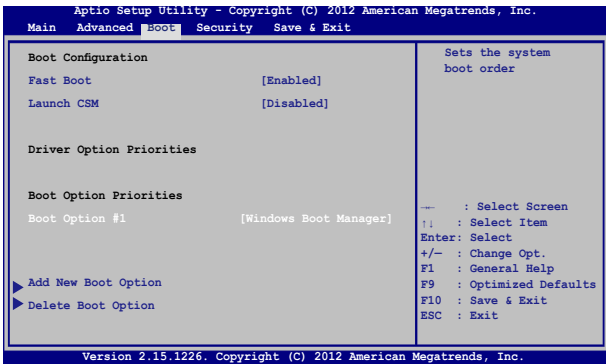 Aptio Setup Utility - Copyright (C) 2012 American Megatrends, Inc.
Main Advanced Boot Security Save & Exit
Boot Configuration
Fast Boot [Enabled]
Launch CSM [Disabled]
Driver Option Priorities
Boot Option Priorities
Boot Option #1 [Windows Boot Manager]
Add New Boot Option
Delete Boot Option
Sets the system
boot order
→← : Select Screen
↑↓ : Select Item
Enter: Select
+/— : Change Opt.
F1 : General Help
F9 : Optimized Defaults
F10 : Save & Exit
ESC : Exit
Version 2.15.1226. Copyright (C) 2012 American Megatrends, Inc.